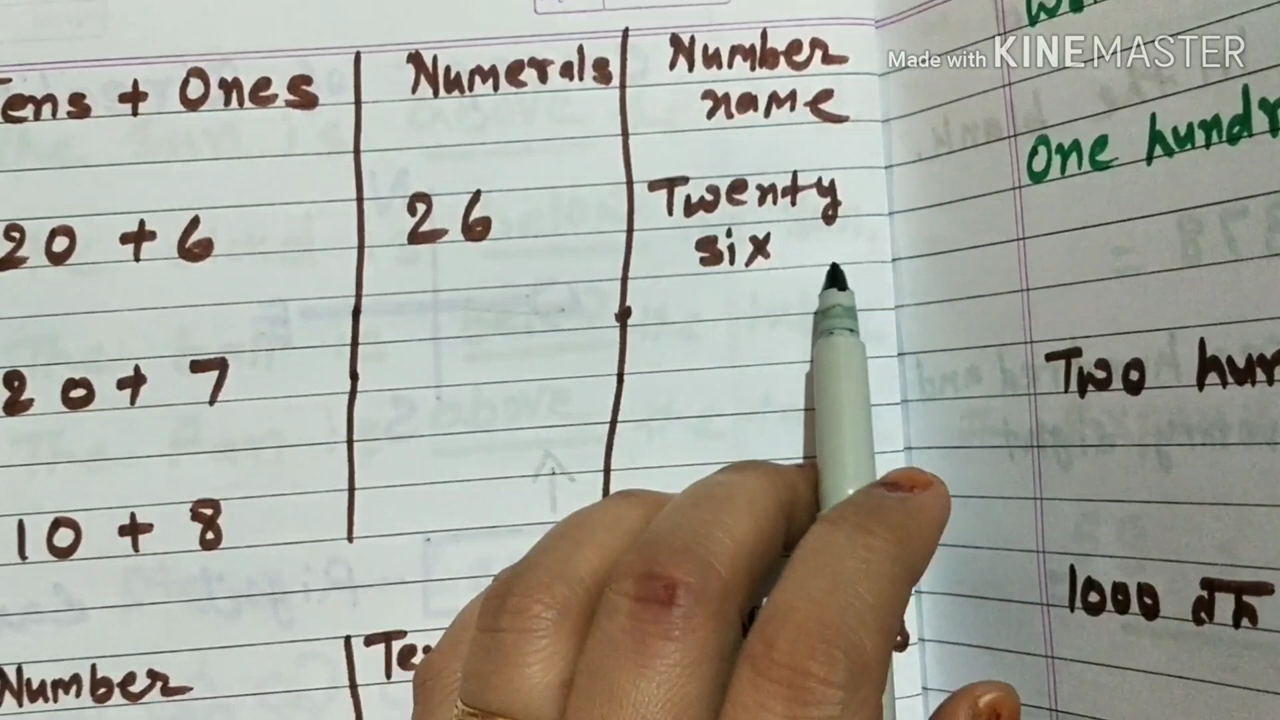 Made with KINEMASTER
Tens + Ones Numerals Number
name
20 + 6 26 Twenty
six
20 + 7
10 + 8
Number
One hundr
Two hun
1000 तक